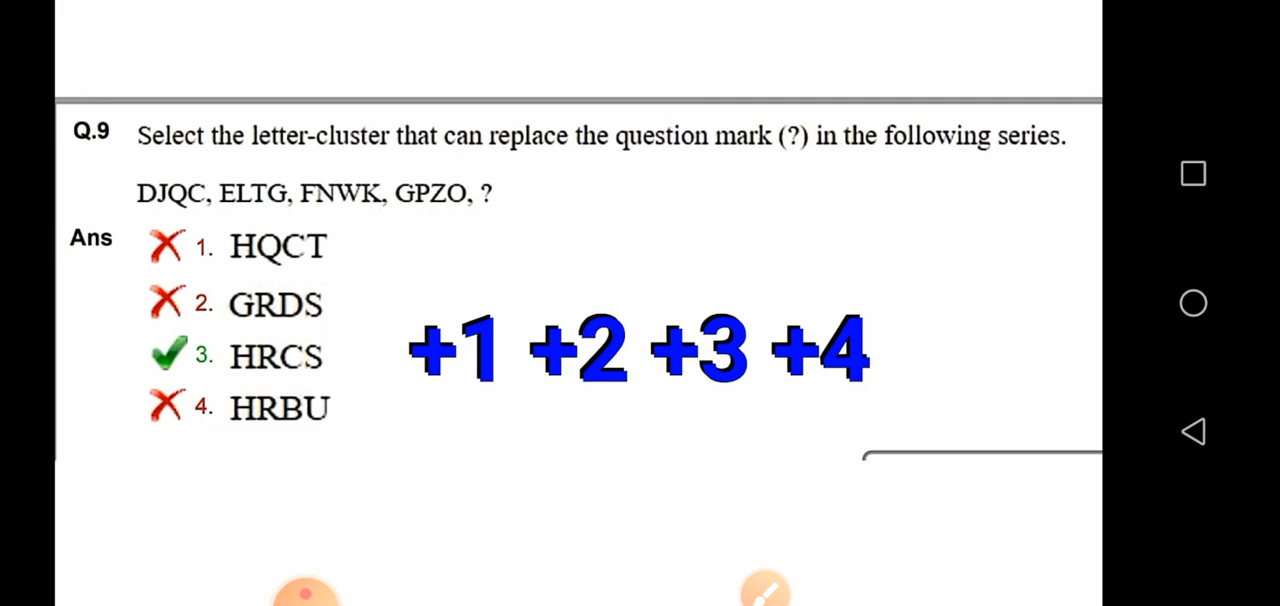 Q.9 Select the letter-cluster that can replace the question mark (?) in the following series.
DJQC, ELTG, FNWK, GPZO, ?
Ans 1. HQCT
2. GRDS
3. HRCS
4. HRBU
+1 +2 +3 +4